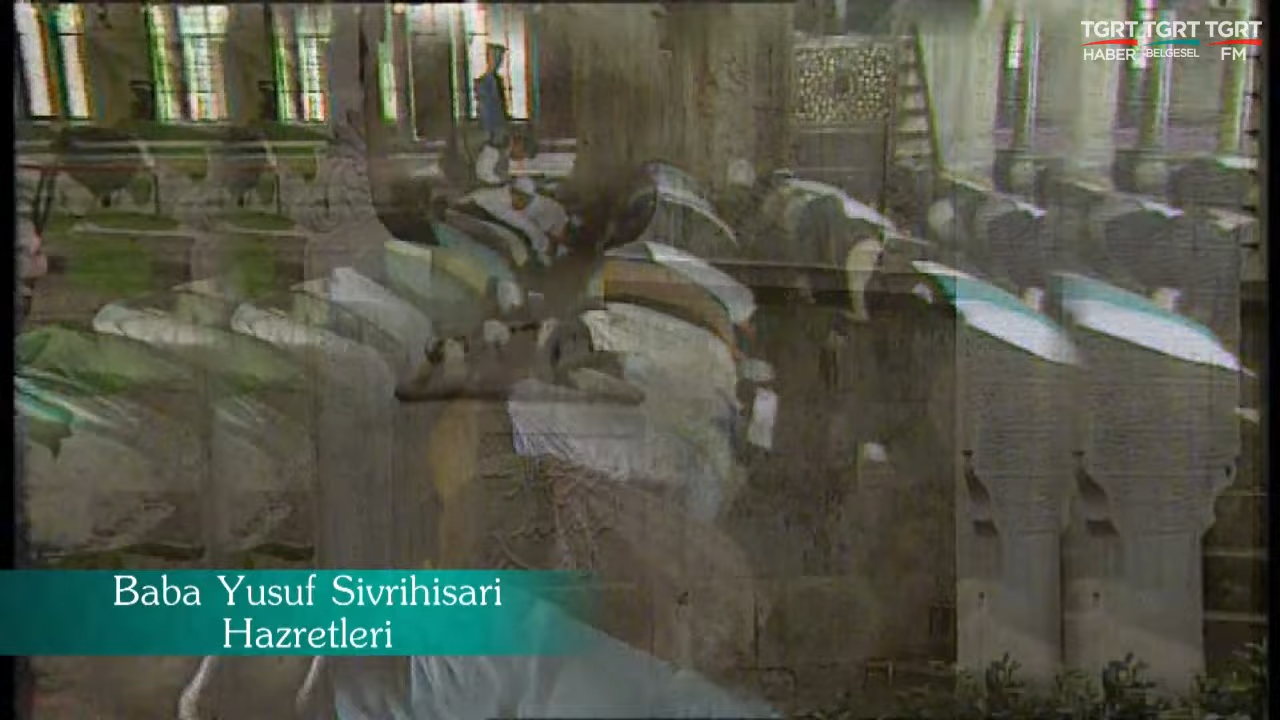 TGRT TGRT TGRT
HABER BELGESEL FM
Baba Yusuf Sivrihisari
Hazretleri